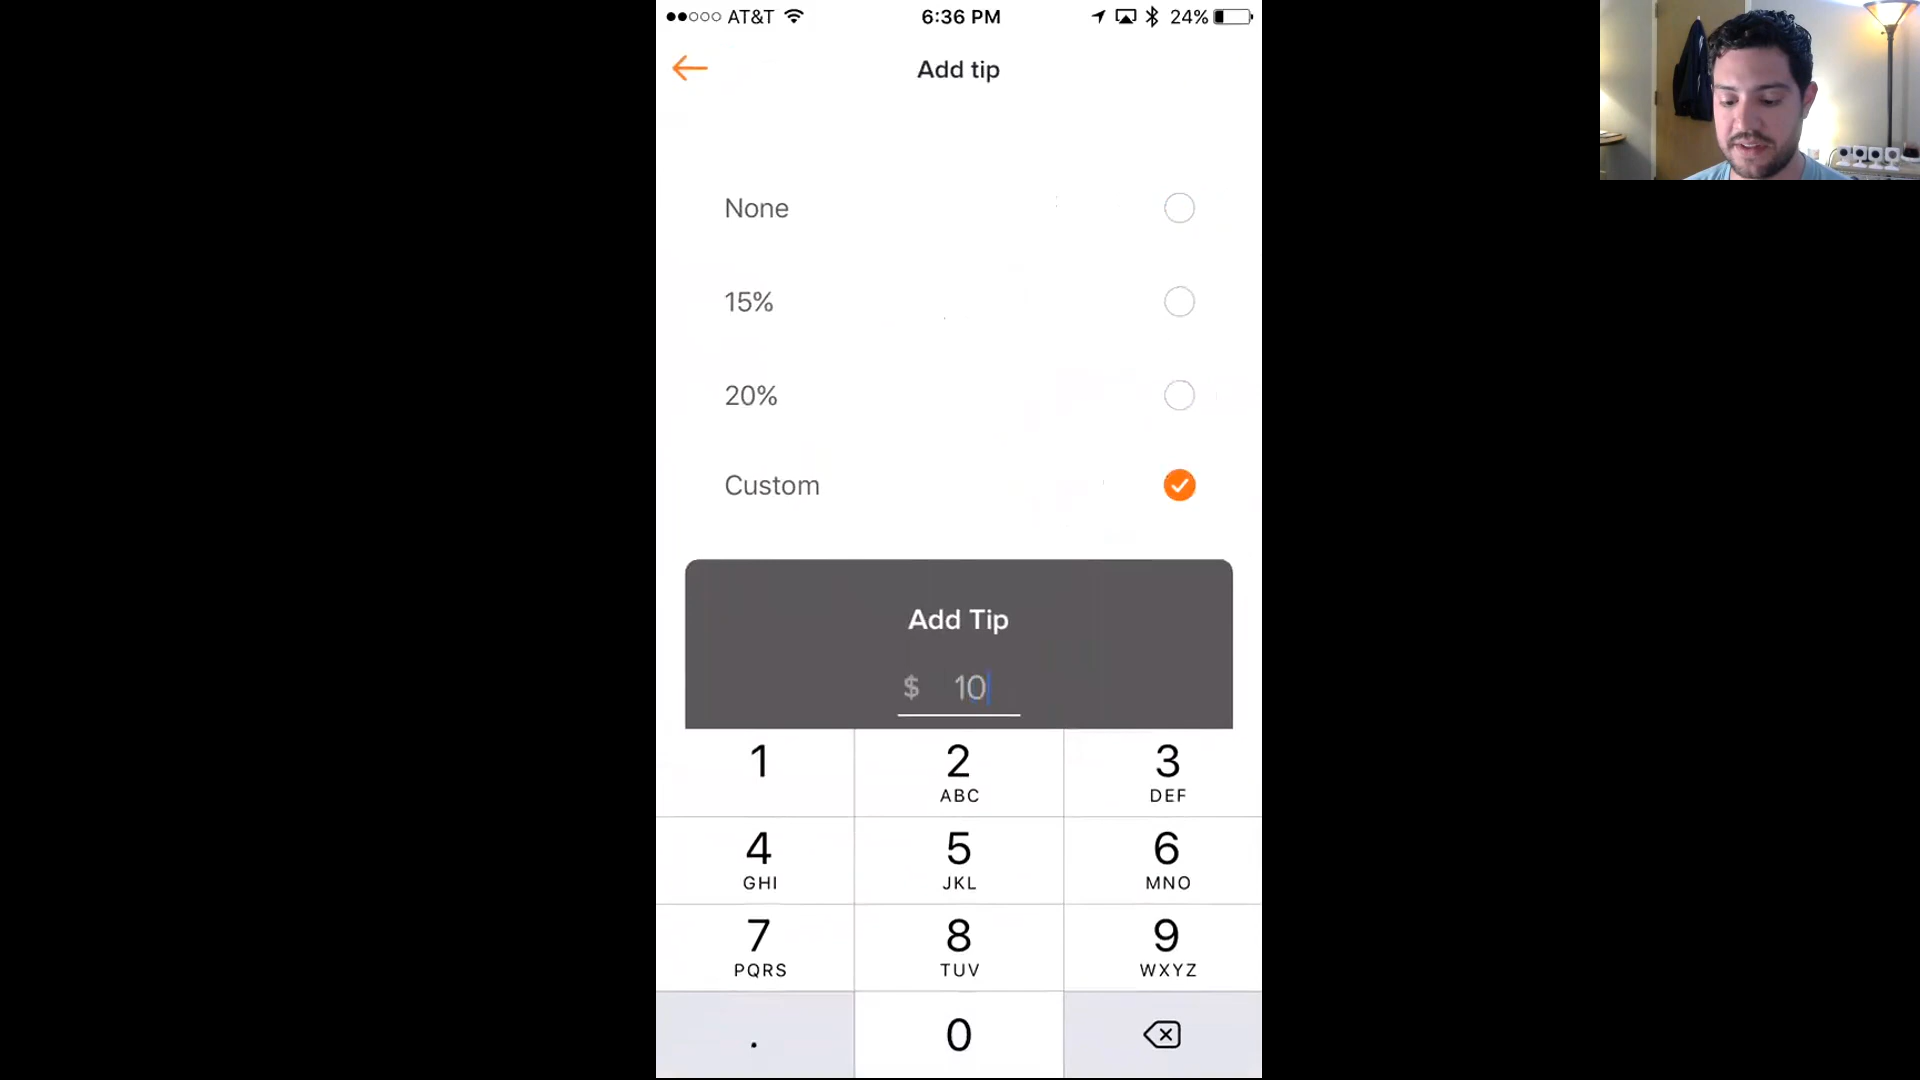 AT&T 6:36 PM 24%
Add tip
None
15%
20%
Custom
Add Tip
$ 10
1 2 3
ABC DEF
4 5 6
GHI JKL MNO
7 8 9
PQRS TUV WXYZ
. 0